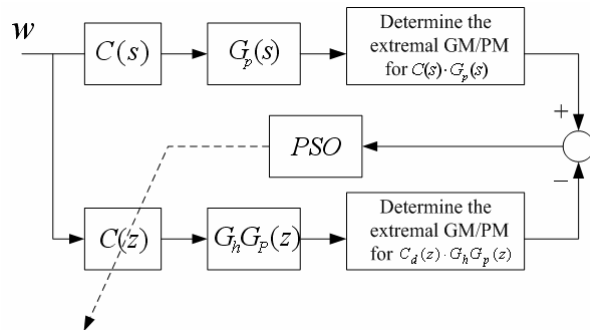 w
C(s)
G_p(s)
Determine the
extremal GM/PM
for C(s)·G_p(s)
+
PSO
−
C(z)
G_hG_P(z)
Determine the
extremal GM/PM
for C_d(z)·G_hG_p(z)